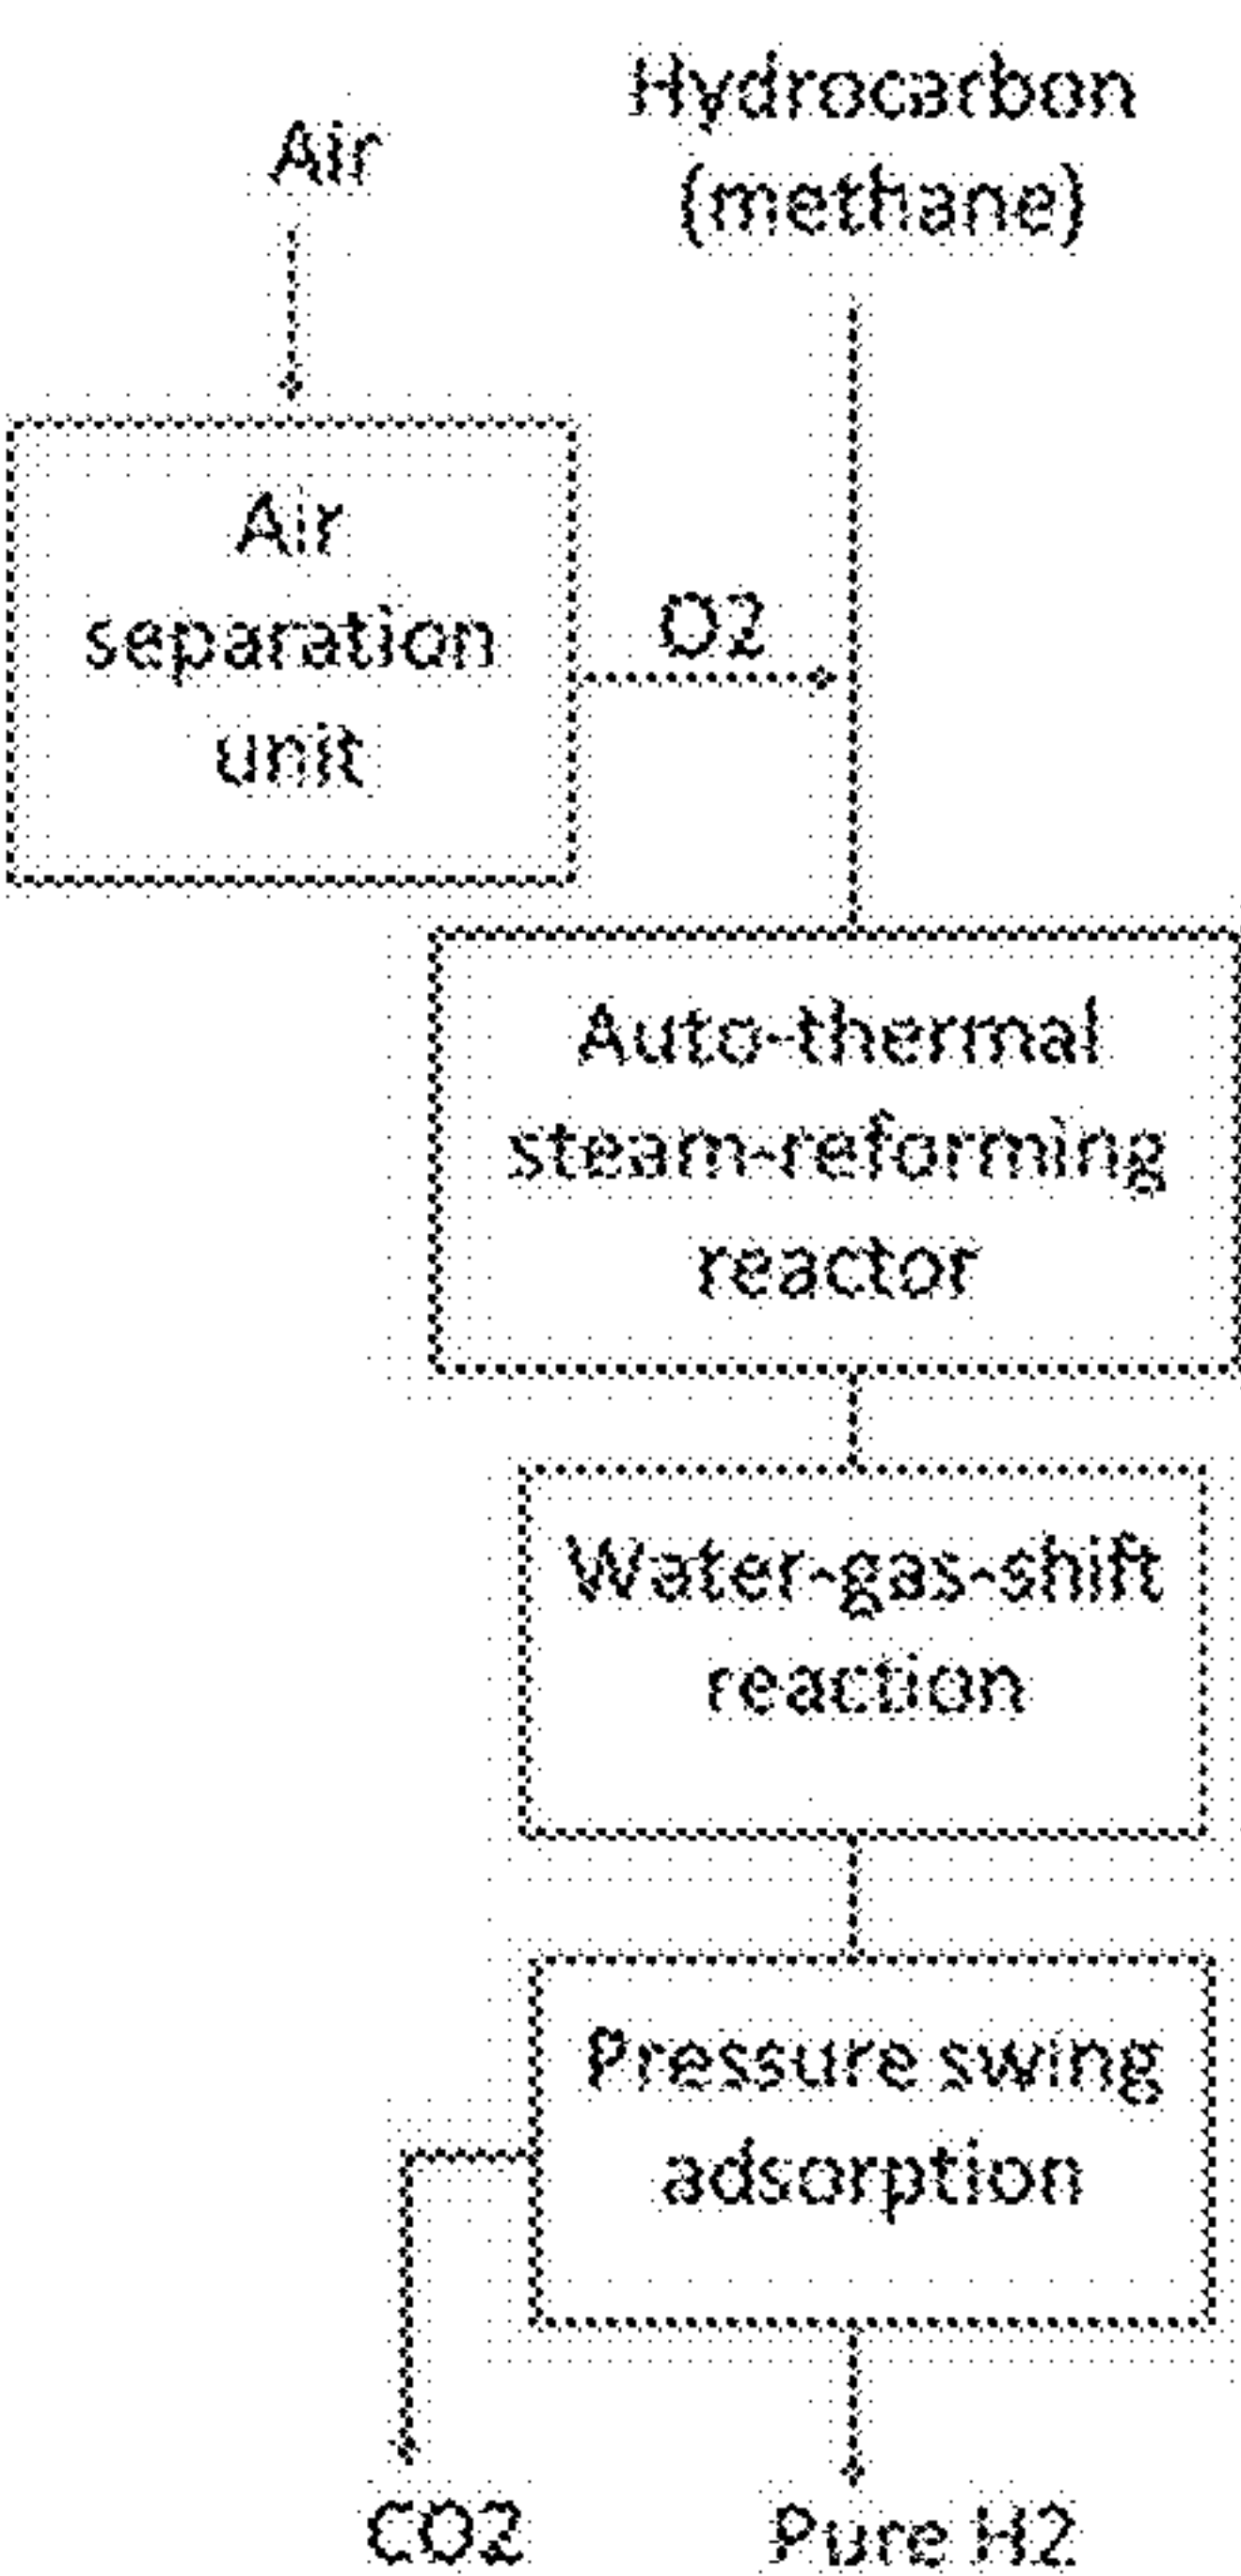 Air
Hydrocarbon
(methane)
Air
separation
unit
O2
Auto-thermal
steam-reforming
reactor
Water-gas-shift
reaction
Pressure swing
adsorption
CO2
Pure H2